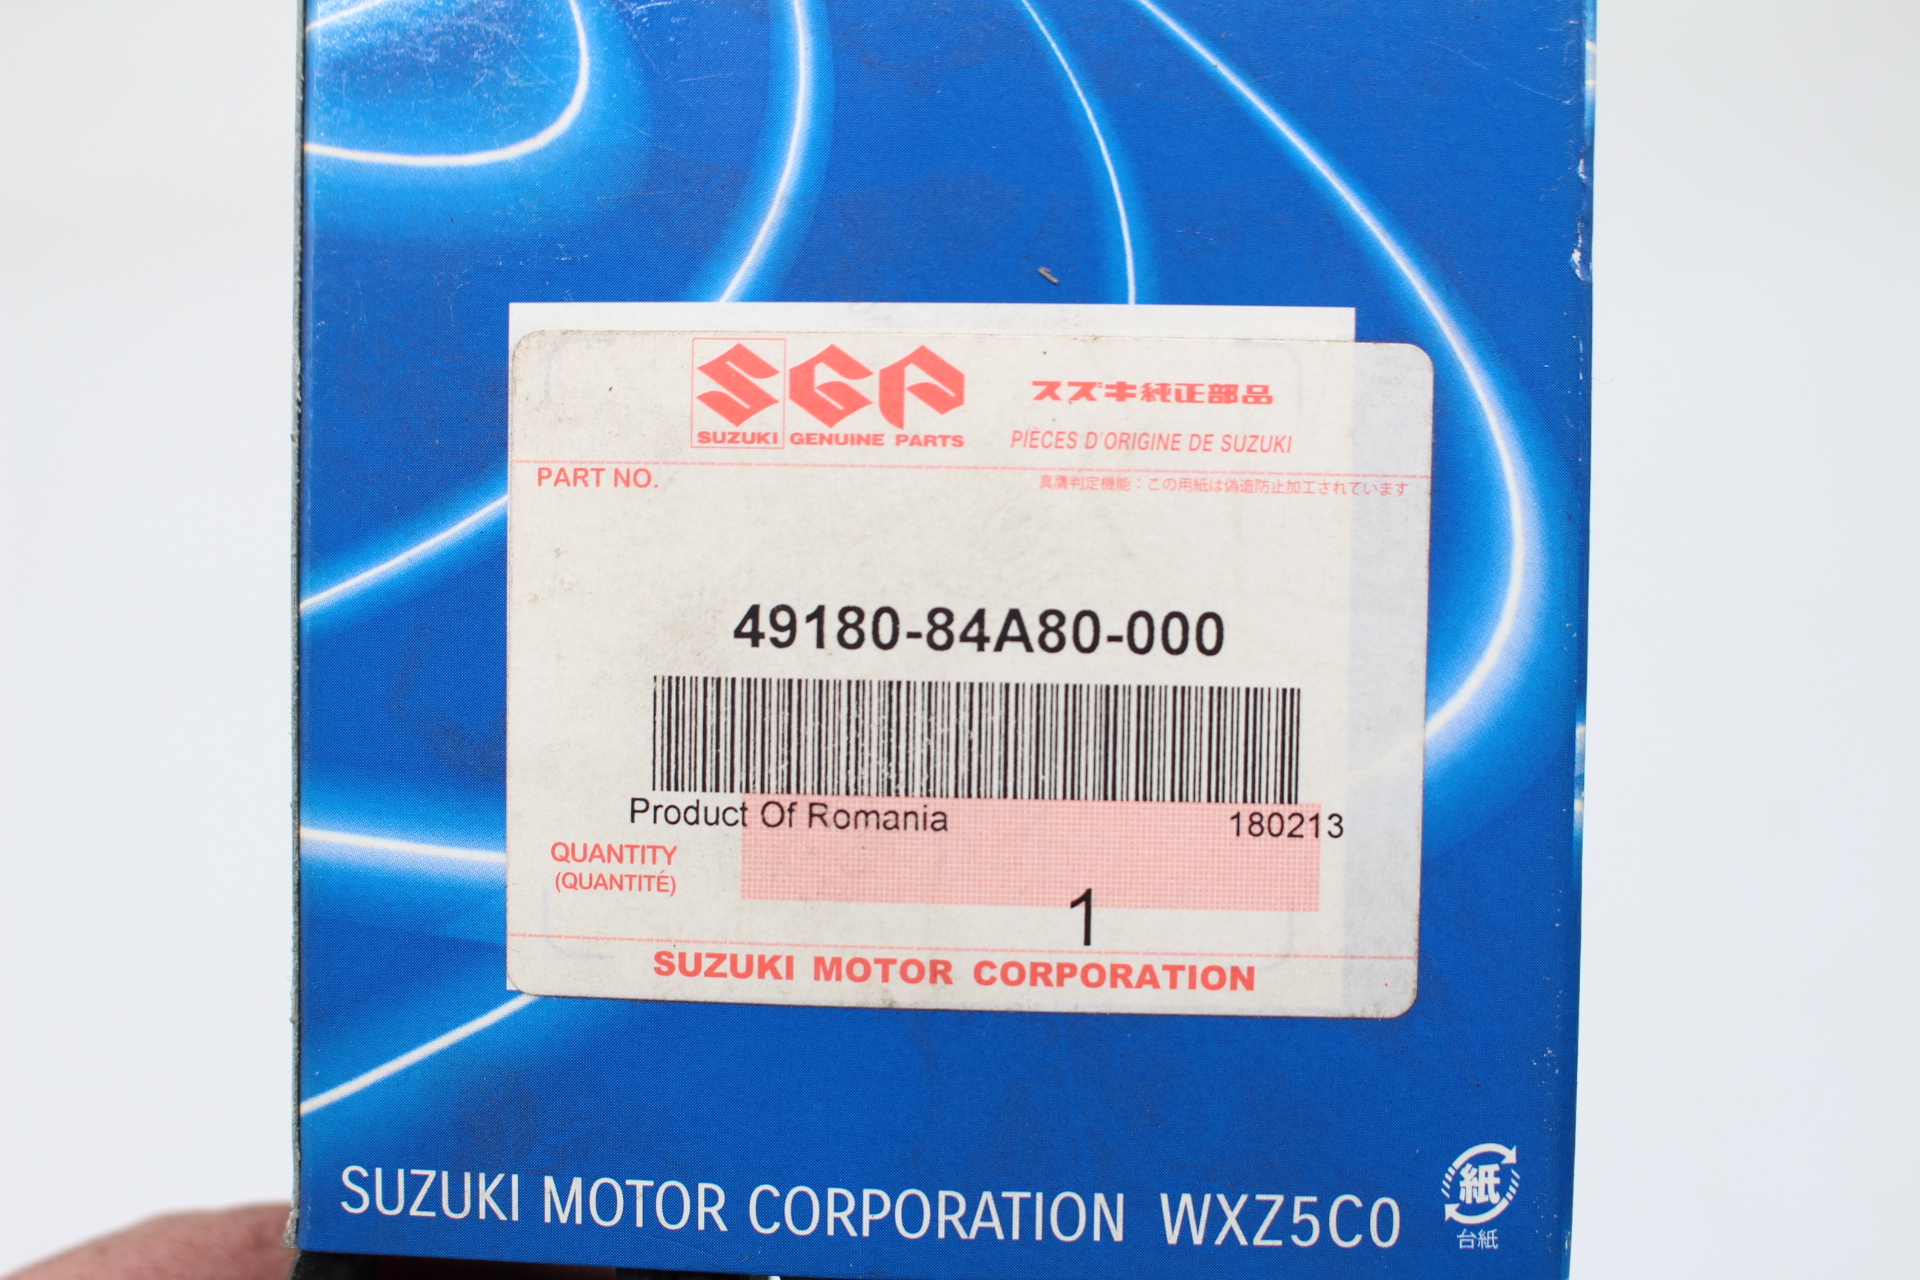 SGP
スズキ純正部品
SUZUKI GENUINE PARTS
PIÈCES D'ORIGINE DE SUZUKI
PART NO.
真贋判定機能：この用紙は偽造防止加工されています
49180-84A80-000
Product Of Romania 180213
QUANTITY
(QUANTITÉ)
1
SUZUKI MOTOR CORPORATION
SUZUKI MOTOR CORPORATION WXZ5C0
紙
台紙